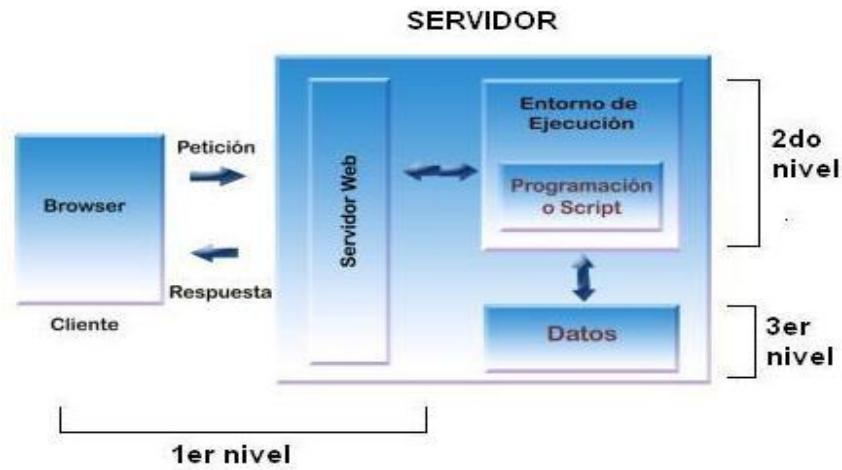 SERVIDOR
Petición
Browser
Respuesta
Cliente
Servidor Web
Entorno de
Ejecución
Programación
o Script
Datos
2do
nivel
3er
nivel
1er nivel